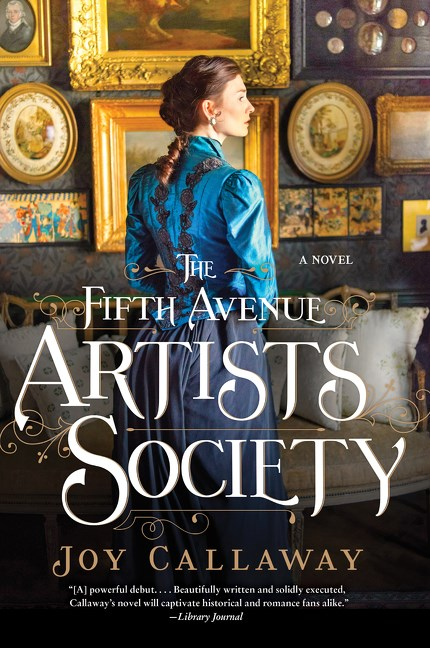 THE
A NOVEL
FIFTH AVENUE
ARTISTS
SOCIETY
JOY CALLAWAY
“[A] powerful debut. . . . Beautifully written and solidly executed,
Callaway’s novel will captivate historical and romance fans alike.”
—Library Journal